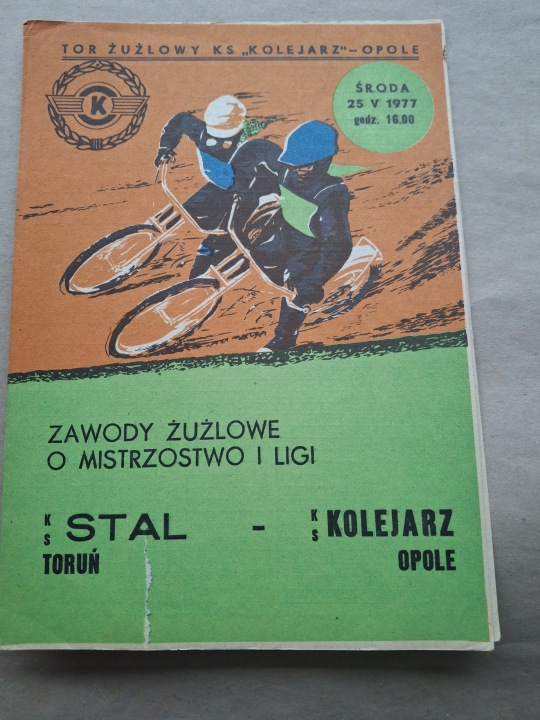 TOR ŻUŻLOWY KS „KOLEJARZ”-OPOLE
K
ŚRODA
25 V 1977
godz. 16.00
ZAWODY ŻUŻLOWE
O MISTRZOSTWO I LIGI
KS STAL - KS KOLEJARZ
TORUŃ OPOLE